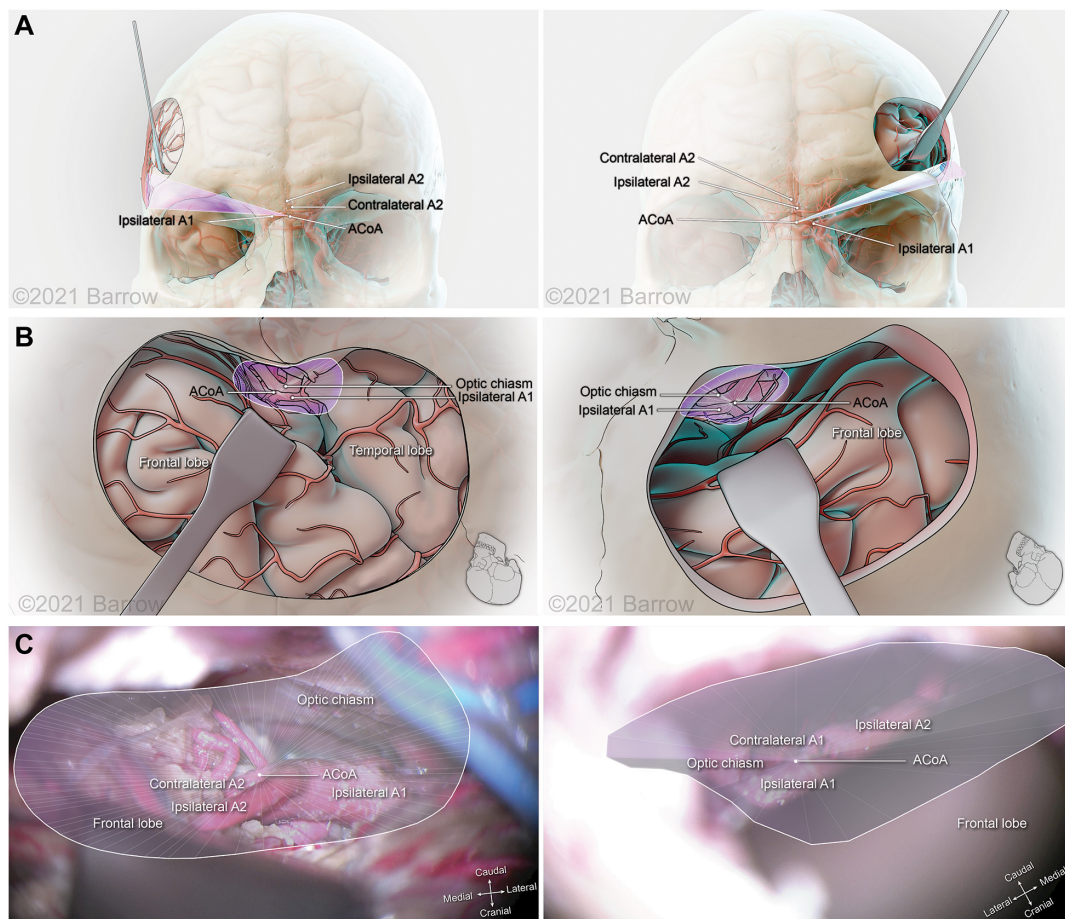 A
Ipsilateral A2
Contralateral A2
Ipsilateral A1
ACoA
©2021 Barrow
Contralateral A2
Ipsilateral A2
ACoA
Ipsilateral A1
©2021 Barrow
B
Optic chiasm
ACoA
Ipsilateral A1
Frontal lobe
Temporal lobe
©2021 Barrow
Optic chiasm
Ipsilateral A1
ACoA
Frontal lobe
©2021 Barrow
C
Optic chiasm
ACoA
Contralateral A2
Ipsilateral A1
Ipsilateral A2
Frontal lobe
Caudal
Medial
Lateral
Cranial
Ipsilateral A2
Contralateral A1
ACoA
Optic chiasm
Ipsilateral A1
Frontal lobe
Caudal
Medial
Lateral
Cranial